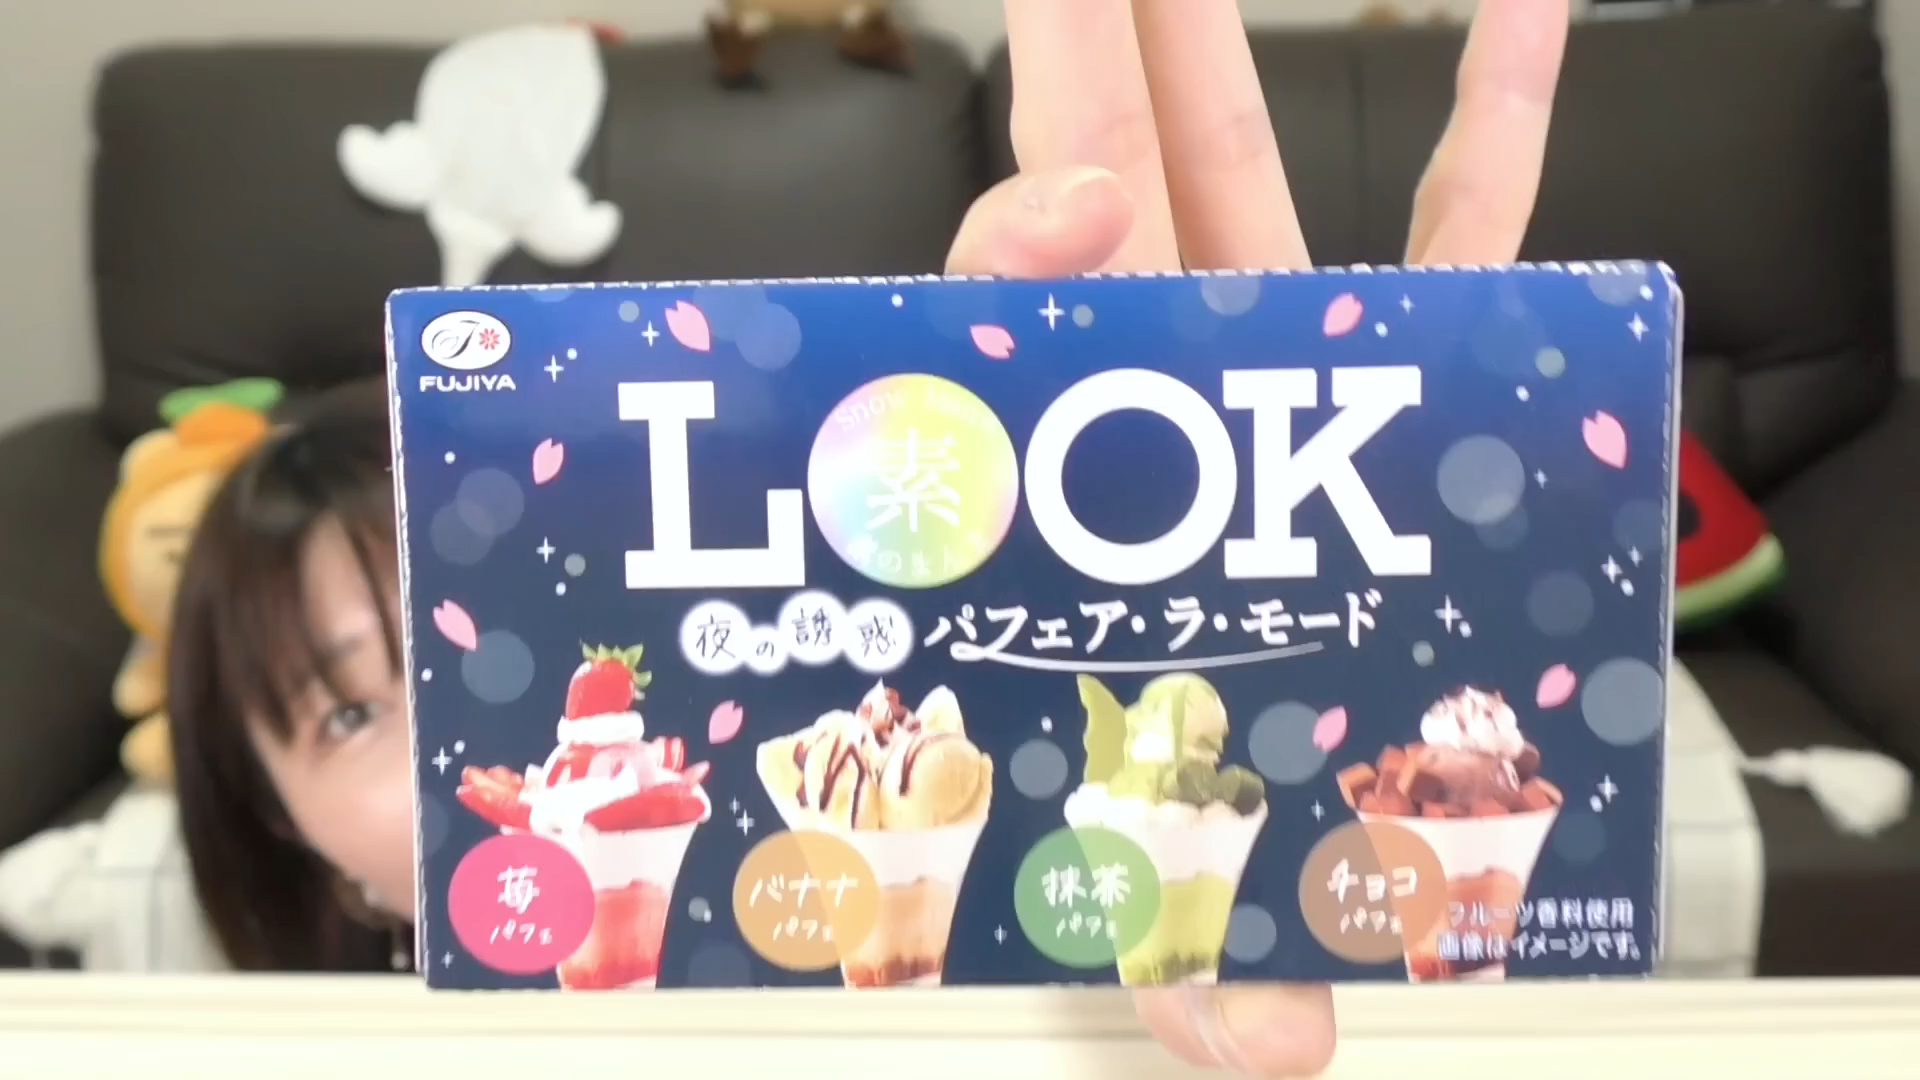 FUJIYA
LOOK
素
夜の誘惑 パフェア・ラ・モード
苺
パフェ
バナナ
パフェ
抹茶
パフェ
チョコ
パフェ
フルーツ香料使用
画像はイメージです。